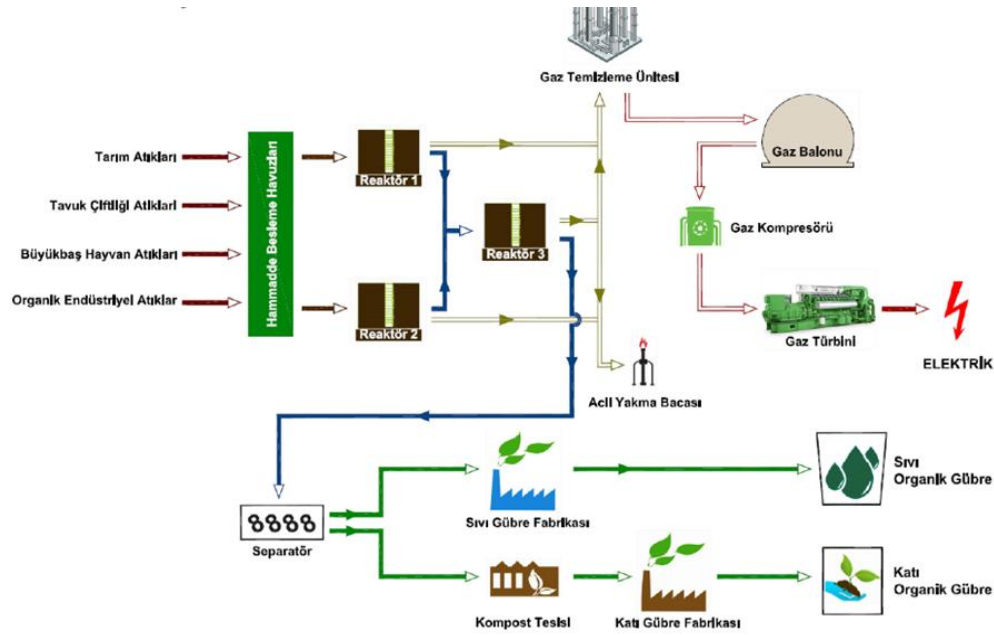 Gaz Temizleme Ünitesi
Gaz Balonu
Tarım Atıkları
Tavuk Çiftliği Atıklari
Büyükbaş Hayvan Atıkları
Organik Endüstriyel Atıklar
Hammadde Besleme Havuzları
Reaktör 1
Reaktör 3
Reaktör 2
Gaz Kompresörü
Gaz Türbini
ELEKTRİK
Acil Yakma Bacası
Separatör
Sıvı Gübre Fabrikası
Sıvı
Organik Gübre
Kompost Tesisi
Katı Gübre Fabrikası
Katı
Organik Gübre